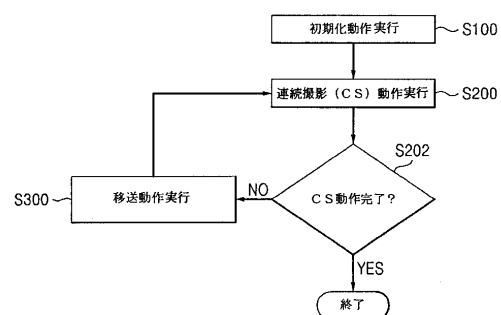 初期化動作実行
S100
連続撮影(CS)動作実行
S200
S202
CS動作完了?
NO
移送動作実行
S300
YES
終了